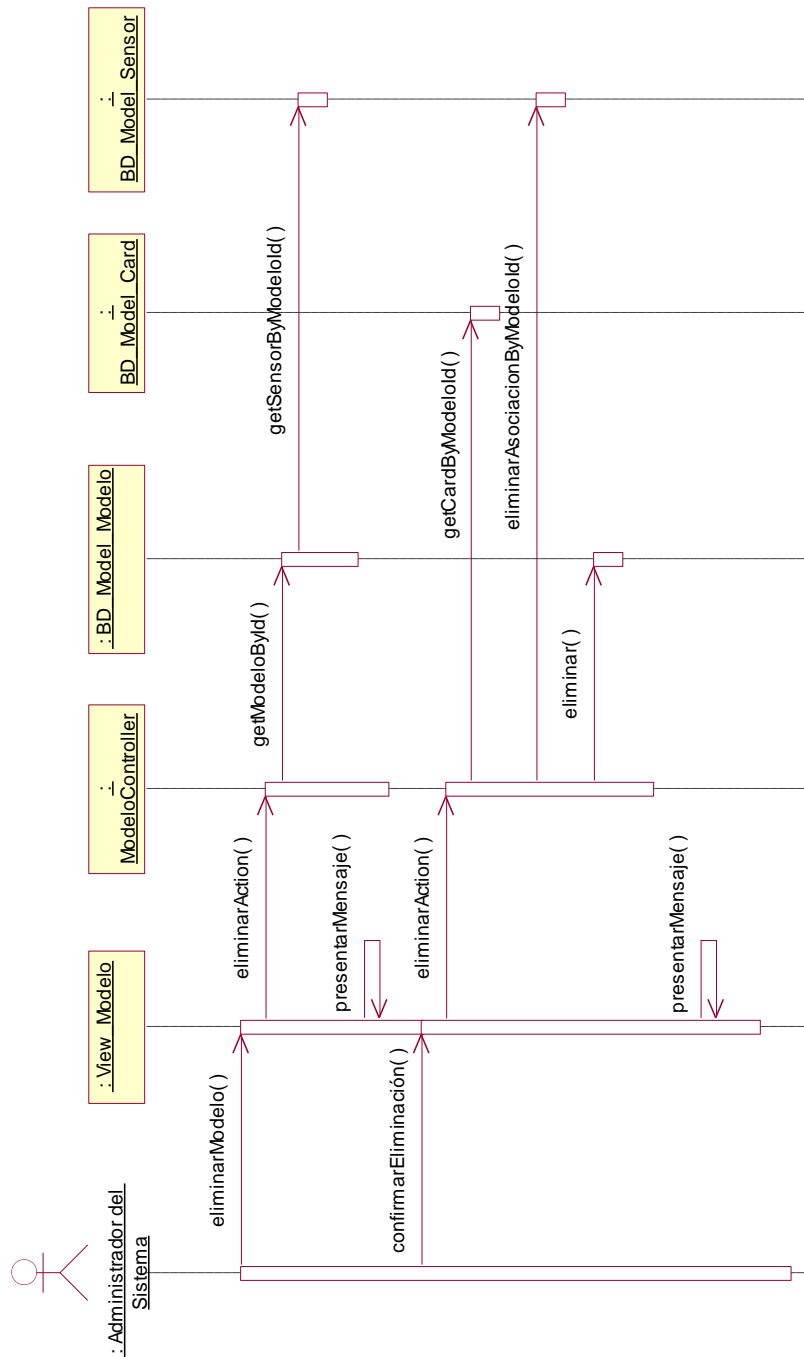 : Administrador del
Sistema
: View_Modelo
:
ModeloController
: BD_Model_Modelo
:
BD_Model_Card
:
BD_Model_Sensor
eliminarModelo( )
eliminarAction( )
getModeloById( )
getSensorByModeloId( )
presentarMensaje( )
confirmarEliminación( )
eliminarAction( )
getCardByModeloId( )
eliminarAsociacionByModeloId( )
eliminar( )
presentarMensaje( )